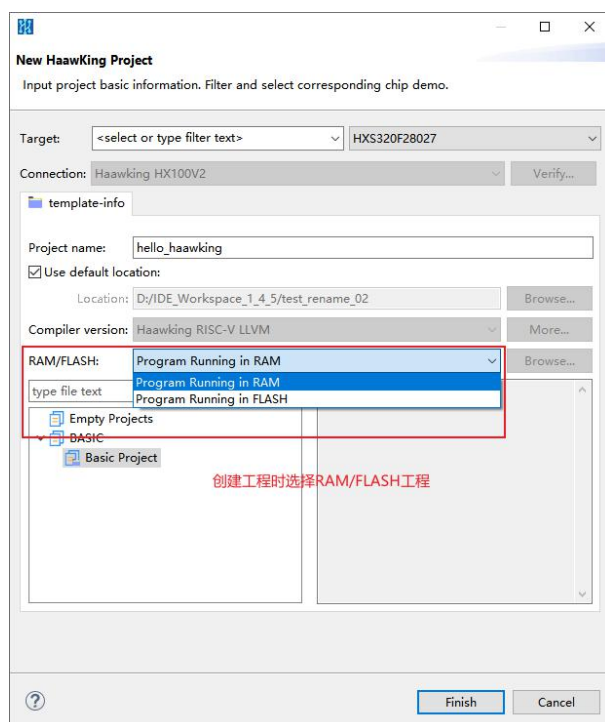 New HaawKing Project
Input project basic information. Filter and select corresponding chip demo.
Target: <select or type filter text> HXS320F28027
Connection: Haawking HX100V2 Verify...
template-info
Project name: hello_haawking
Use default location:
Location: D:/IDE_Workspace_1_4_5/test_rename_02 Browse...
Compiler version: Haawking RISC-V LLVM More...
RAM/FLASH: Program Running in RAM Browse...
type file text Program Running in RAM
Program Running in FLASH
Empty Projects
BASIC
Basic Project
创建工程时选择RAM/FLASH工程
? Finish Cancel